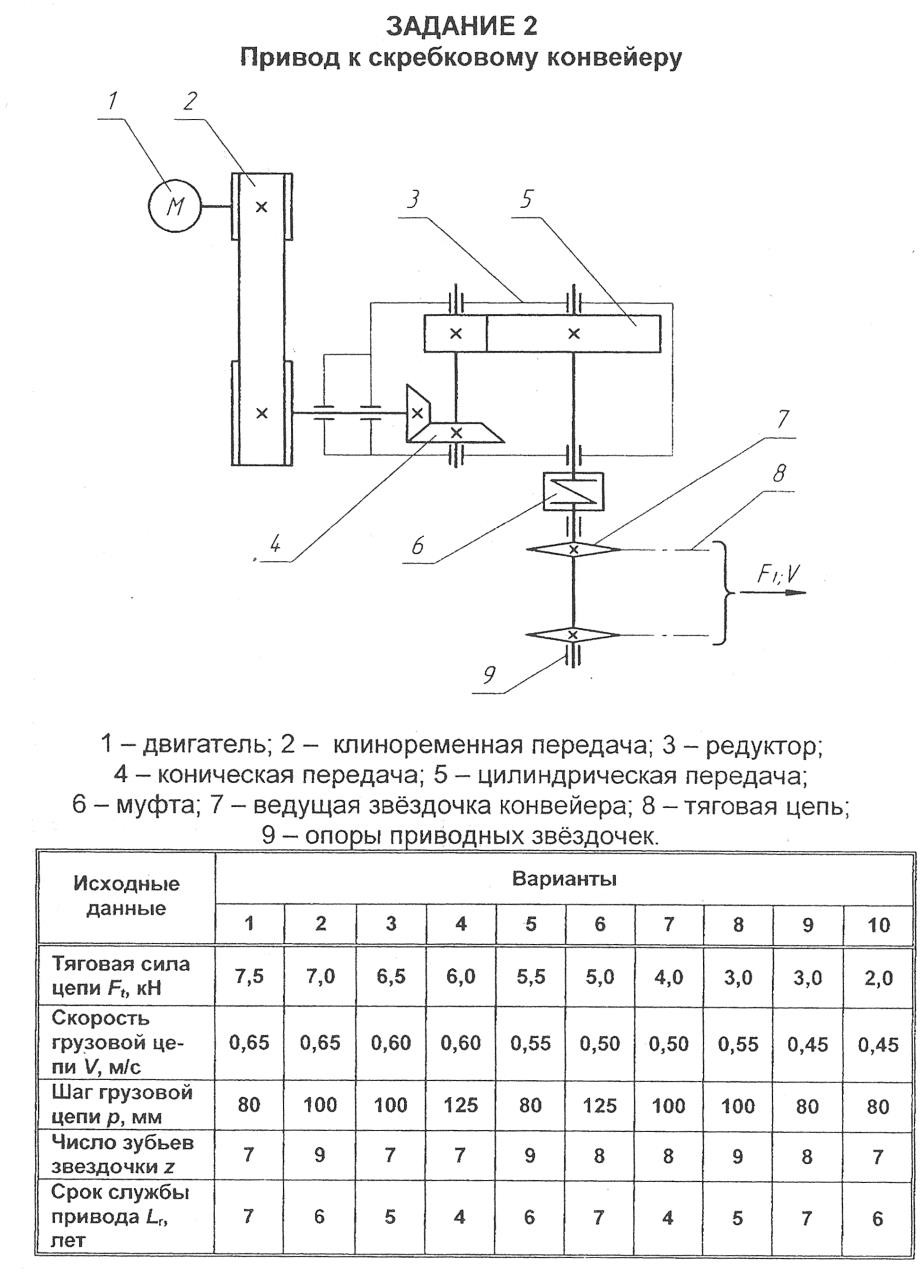 ЗАДАНИЕ 2
Привод к скребковому конвейеру
1
2
М
3
5
7
8
4
6
F₁;V
9
1 – двигатель; 2 – клиноременная передача; 3 – редуктор;
4 – коническая передача; 5 – цилиндрическая передача;
6 – муфта; 7 – ведущая звёздочка конвейера; 8 – тяговая цепь;
9 – опоры приводных звёздочек.
Исходные данные Варианты
1 2 3 4 5 6 7 8 9 10
Тяговая сила
цепи Ft, кН 7,5 7,0 6,5 6,0 5,5 5,0 4,0 3,0 3,0 2,0
Скорость
грузовой це-
пи V, м/с 0,65 0,65 0,60 0,60 0,55 0,50 0,50 0,55 0,45 0,45
Шаг грузовой
цепи p, мм 80 100 100 125 80 125 100 100 80 80
Число зубьев
звездочки z 7 9 7 7 9 8 8 9 8 7
Срок службы
привода Lг,
лет 7 6 5 4 6 7 4 5 7 6